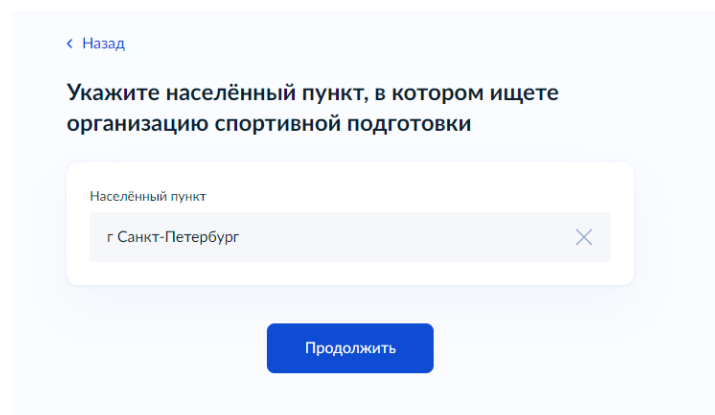 Назад
Укажите населённый пункт, в котором ищете
организацию спортивной подготовки
Населённый пункт
г Санкт-Петербург
Продолжить